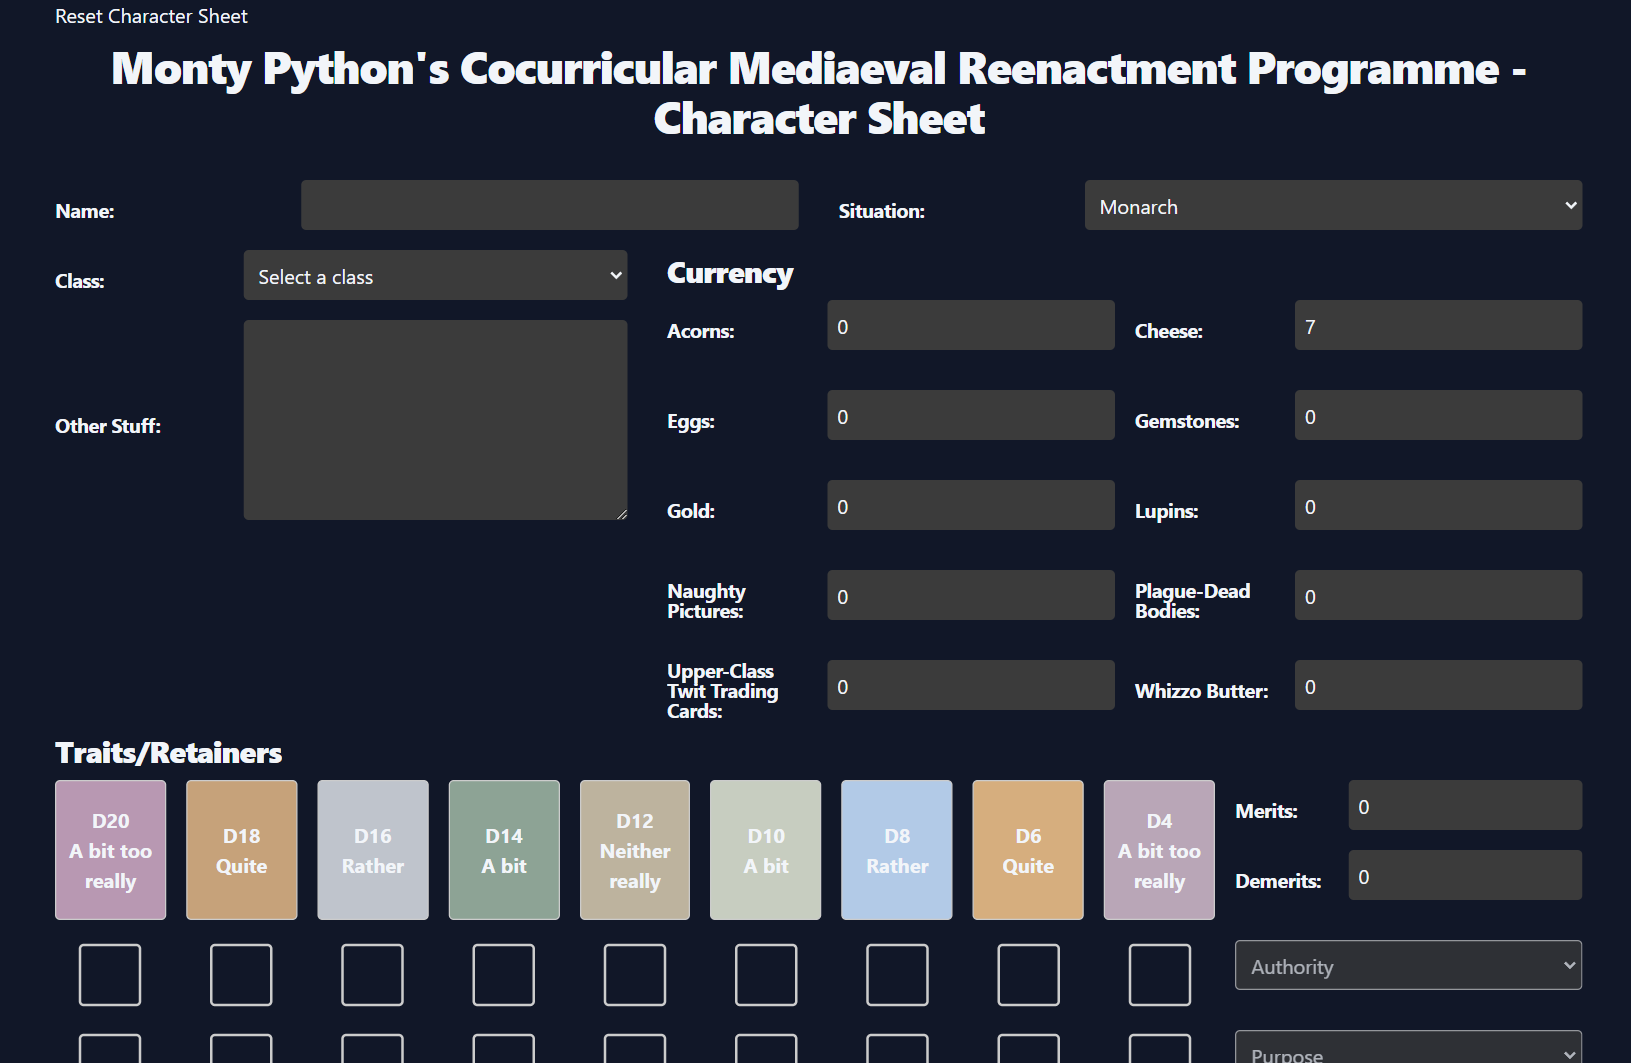 Reset Character Sheet
Monty Python's Cocurricular Mediaeval Reenactment Programme -
Character Sheet
Name:
Situation:
Monarch
Class:
Select a class
Other Stuff:
Currency
Acorns:
0
Cheese:
7
Eggs:
0
Gemstones:
0
Gold:
0
Lupins:
0
Naughty
Pictures:
0
Plague-Dead
Bodies:
0
Upper-Class
Twit Trading
Cards:
0
Whizzo Butter:
0
Traits/Retainers
D20
A bit too
really
D18
Quite
D16
Rather
D14
A bit
D12
Neither
really
D10
A bit
D8
Rather
D6
Quite
D4
A bit too
really
Merits:
0
Demerits:
0
Authority
Purpose